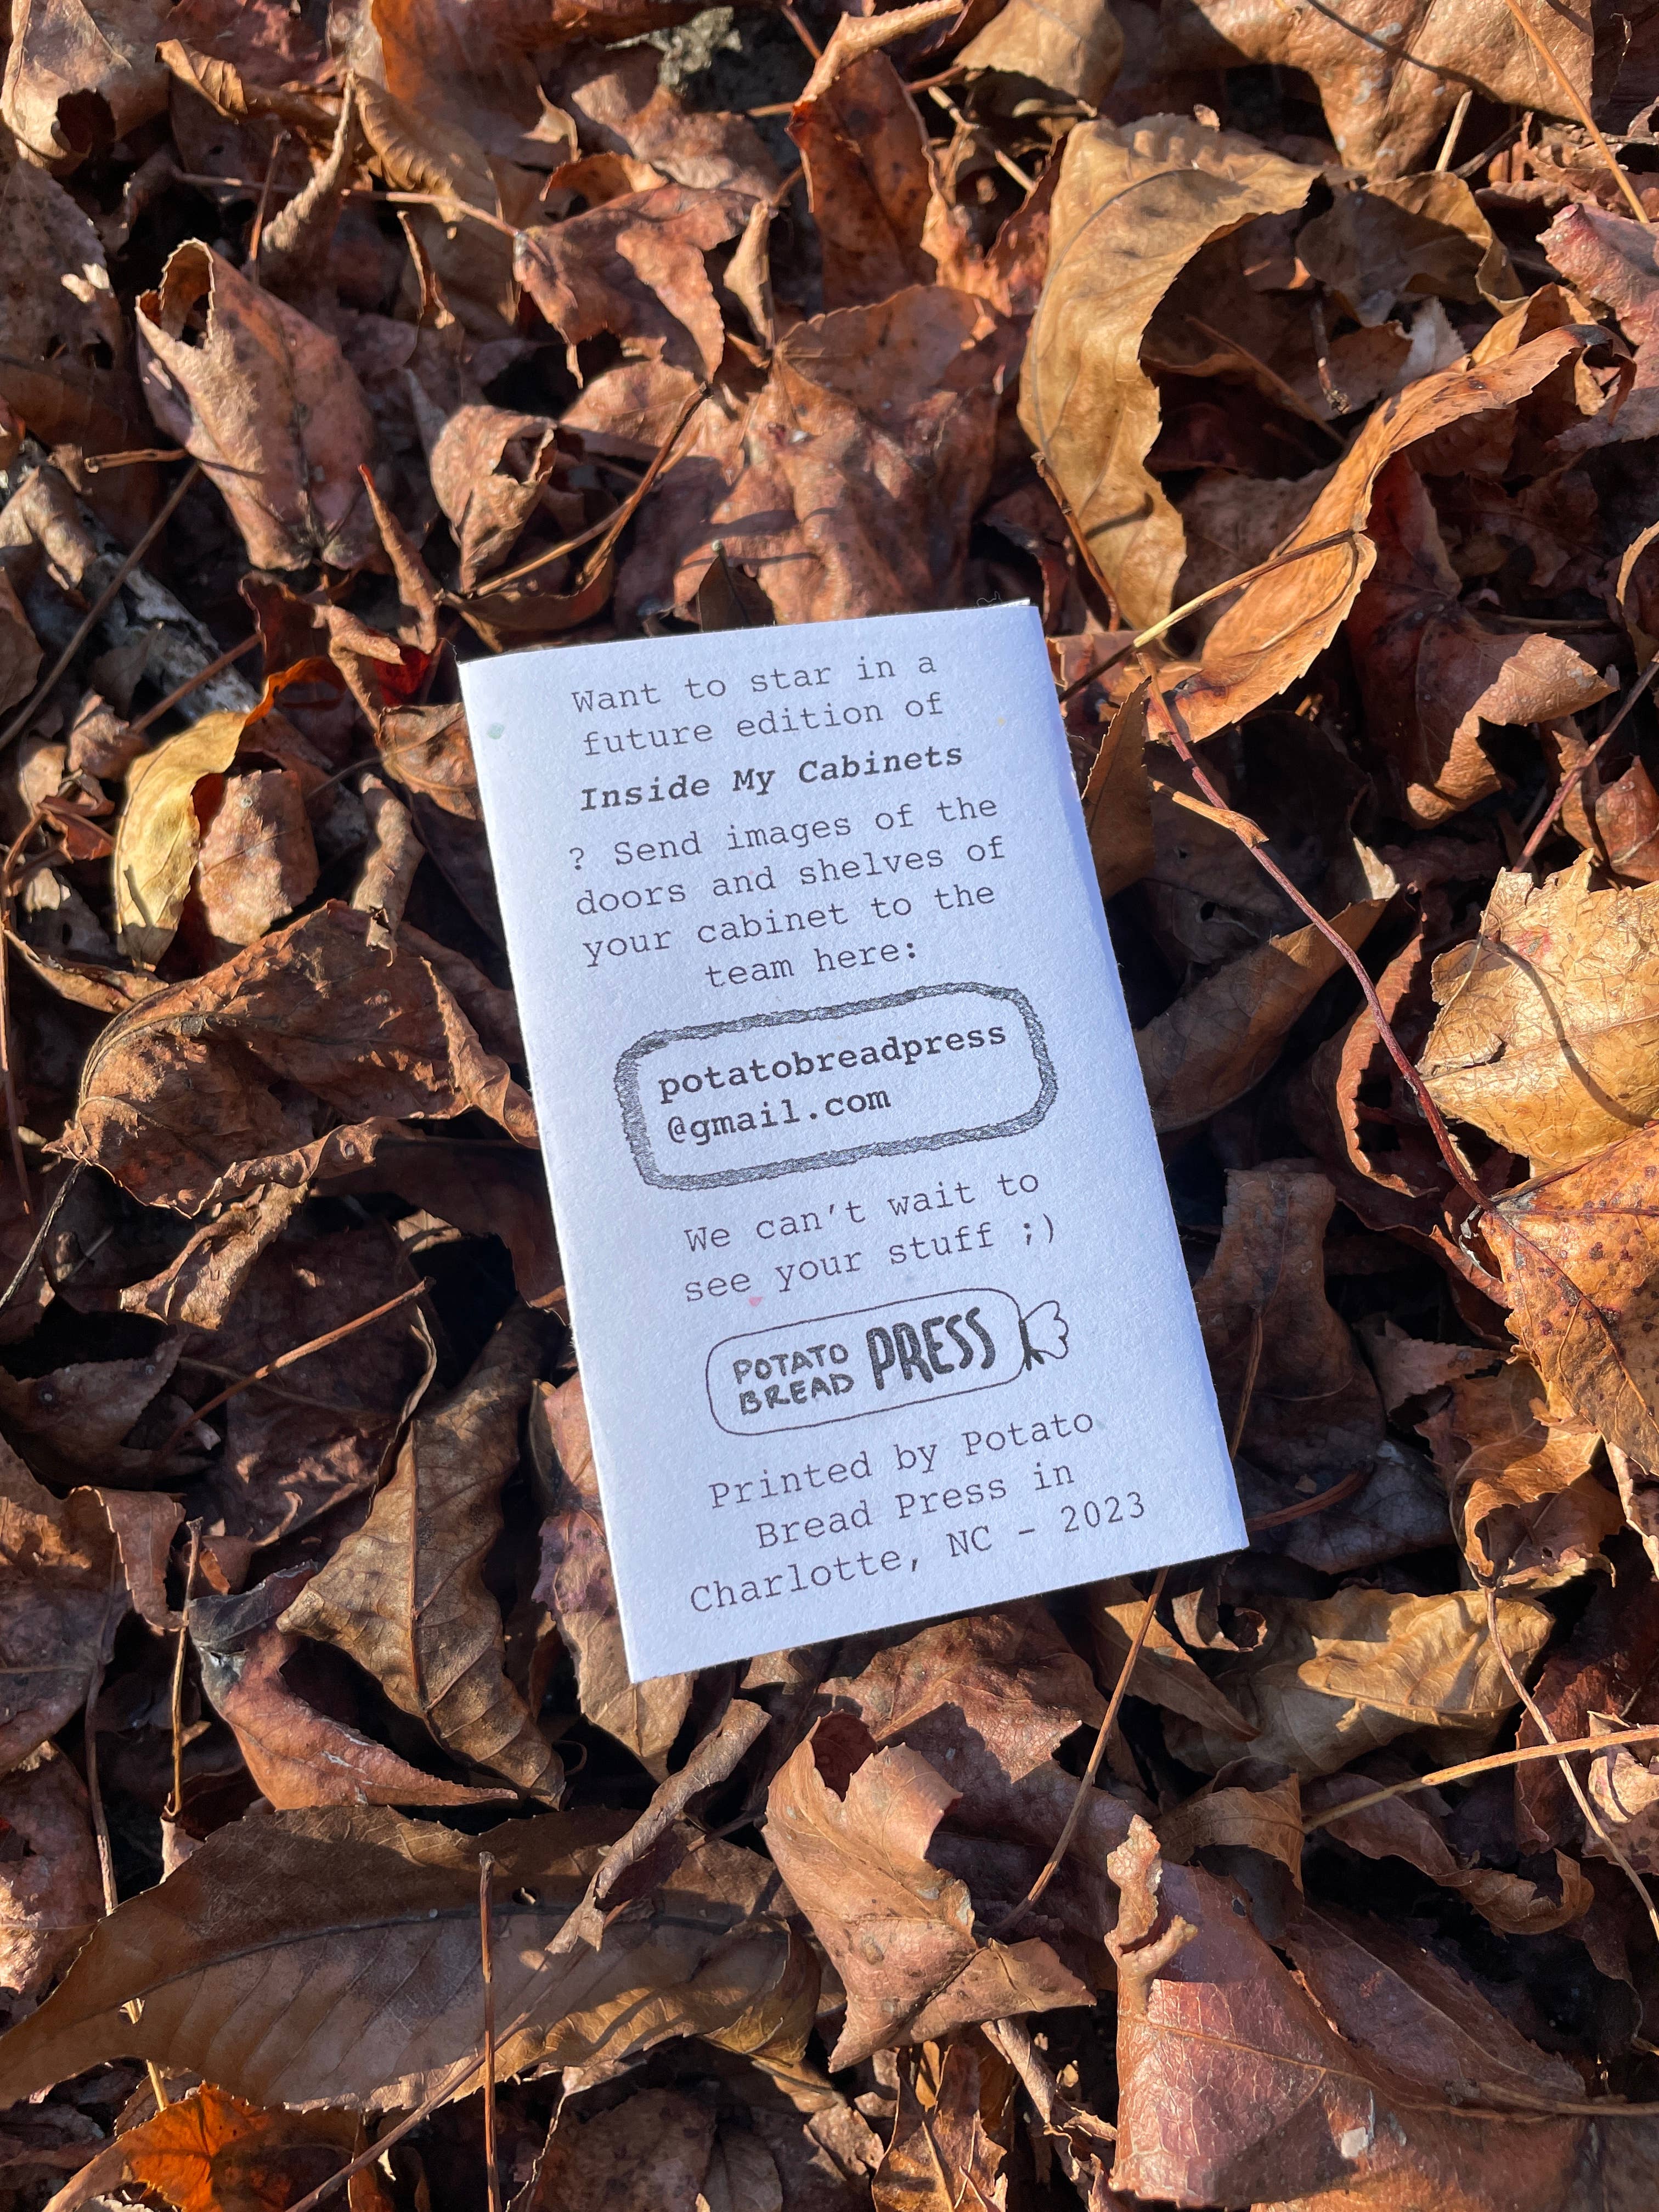 Want to star in a
future edition of
Inside My Cabinets
? Send images of the
doors and shelves of
your cabinet to the
team here:
potatobreadpress
@gmail.com
We can't wait to
see your stuff ;)
POTATO
BREAD PRESS
Printed by Potato
Bread Press in
Charlotte, NC - 2023